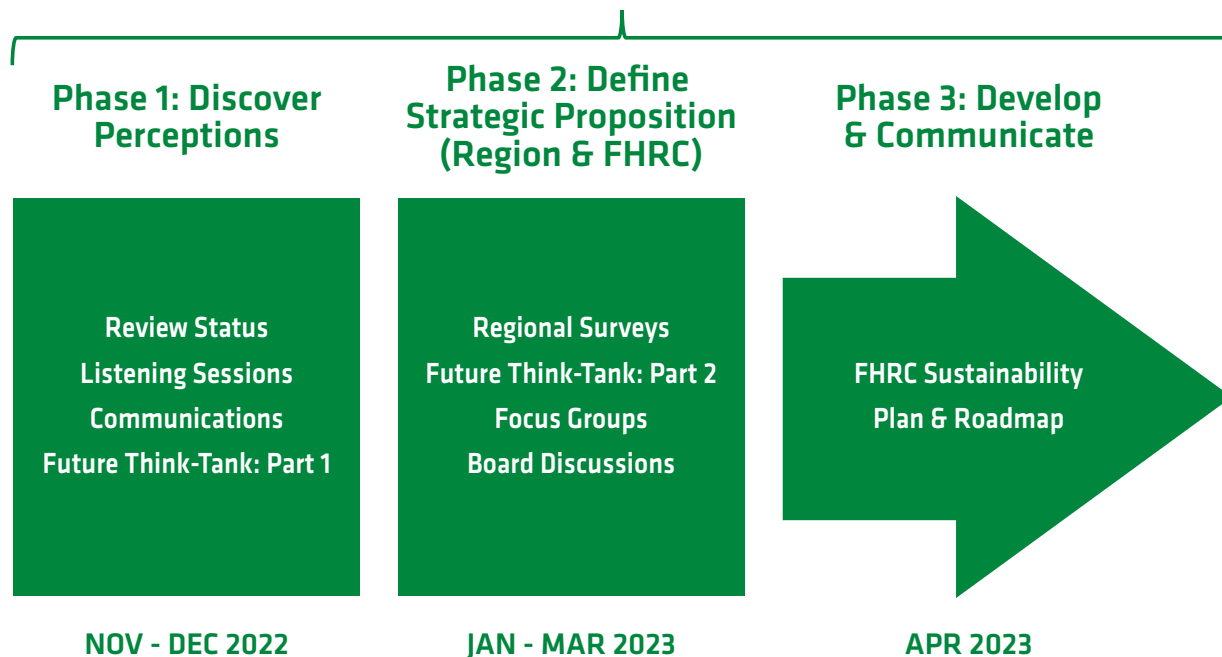 Phase 1: Discover
Perceptions
Phase 2: Define
Strategic Proposition
(Region & FHRC)
Phase 3: Develop
& Communicate
Review Status
Listening Sessions
Communications
Future Think-Tank: Part 1
Regional Surveys
Future Think-Tank: Part 2
Focus Groups
Board Discussions
FHRC Sustainability
Plan & Roadmap
NOV - DEC 2022
JAN - MAR 2023
APR 2023